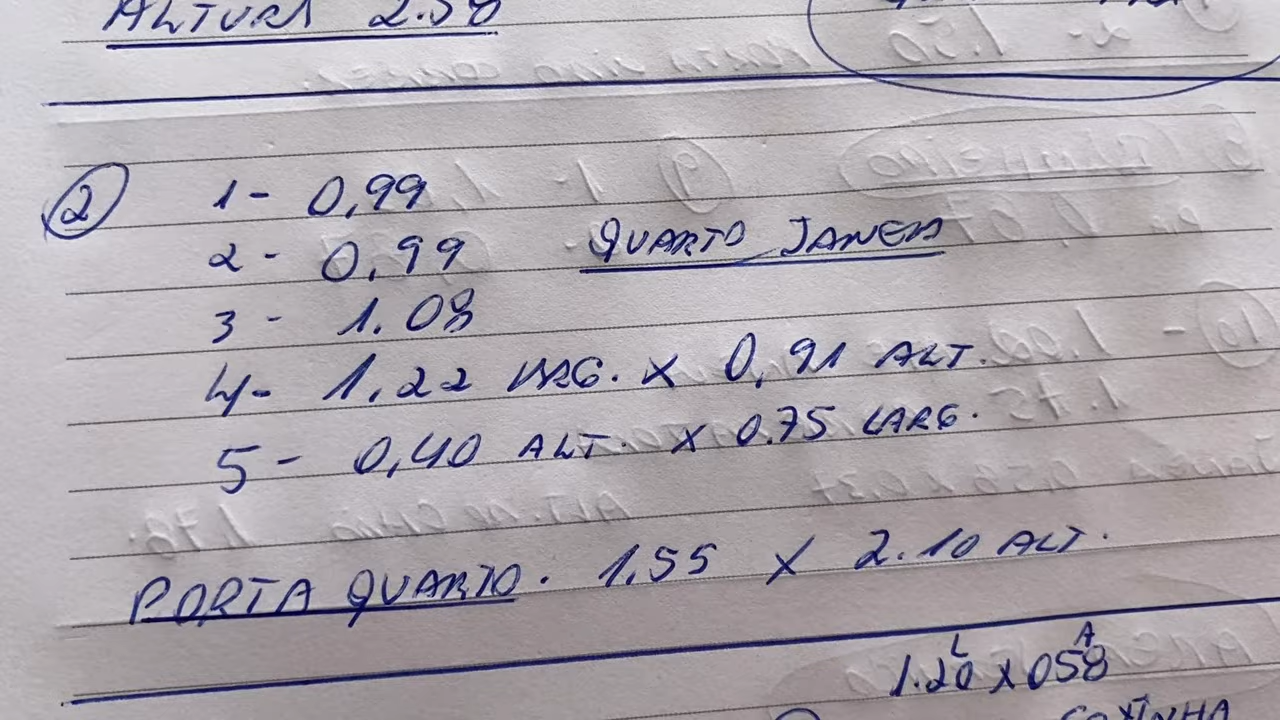 ALTURA 2.58
2 1- 0,99
2- 0,99 QUARTO JANELA
3- 1.08
4- 1,22 LARG. X 0,91 ALT.
5- 0,40 ALT. X 0.75 LARG.
PORTA QUARTO. 1,55 X 2.10 ALT.
L A
1.20 X 058
COZINHA